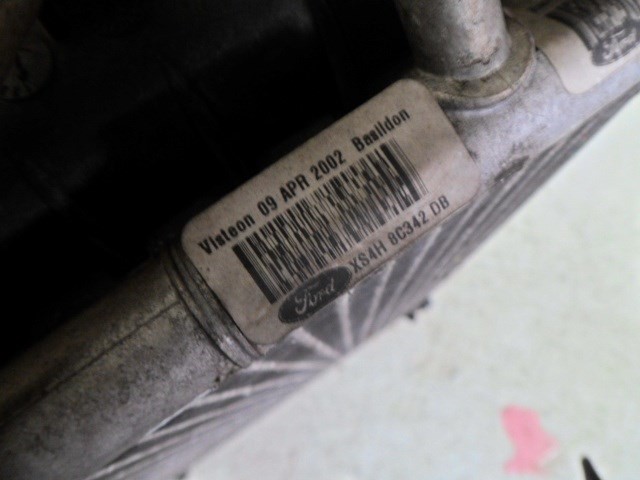 Visteon 09 APR 2002 Basildon
Ford XS4H 8C342 DB